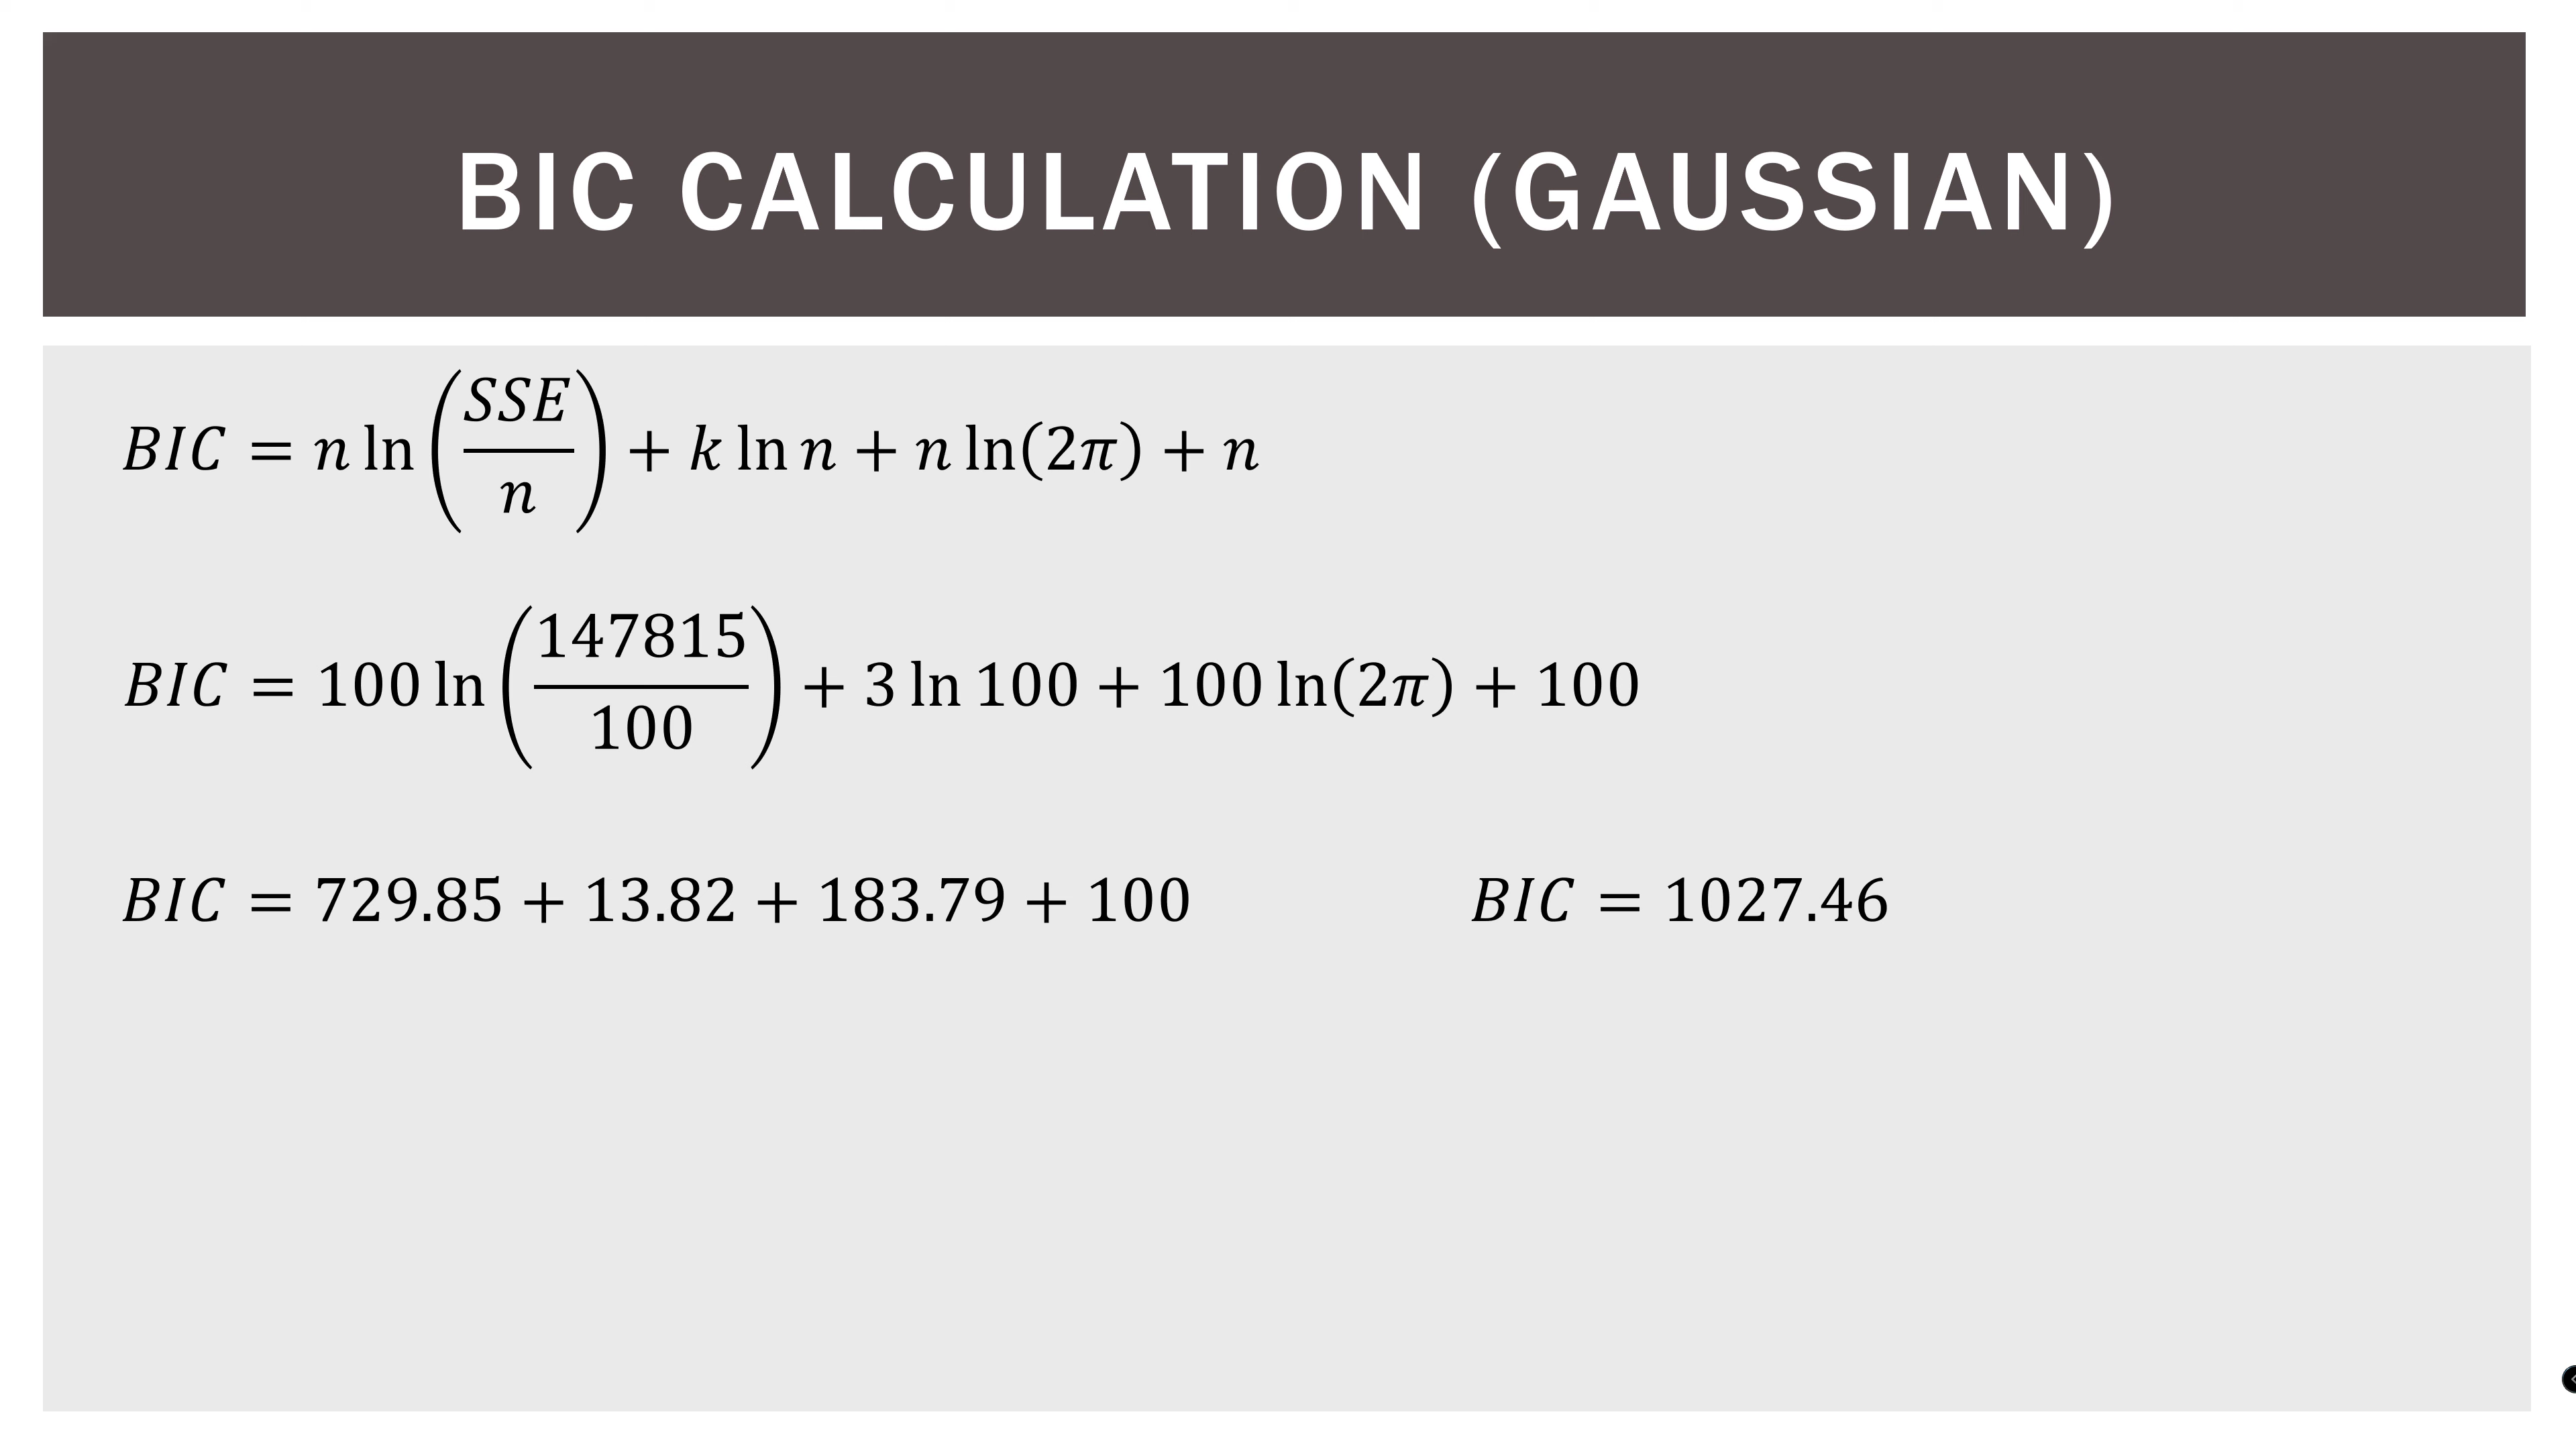 BIC CALCULATION (GAUSSIAN)
BIC = n ln(SSE/n) + k ln n + n ln(2π) + n
BIC = 100 ln(147815/100) + 3 ln 100 + 100 ln(2π) + 100
BIC = 729.85 + 13.82 + 183.79 + 100 BIC = 1027.46